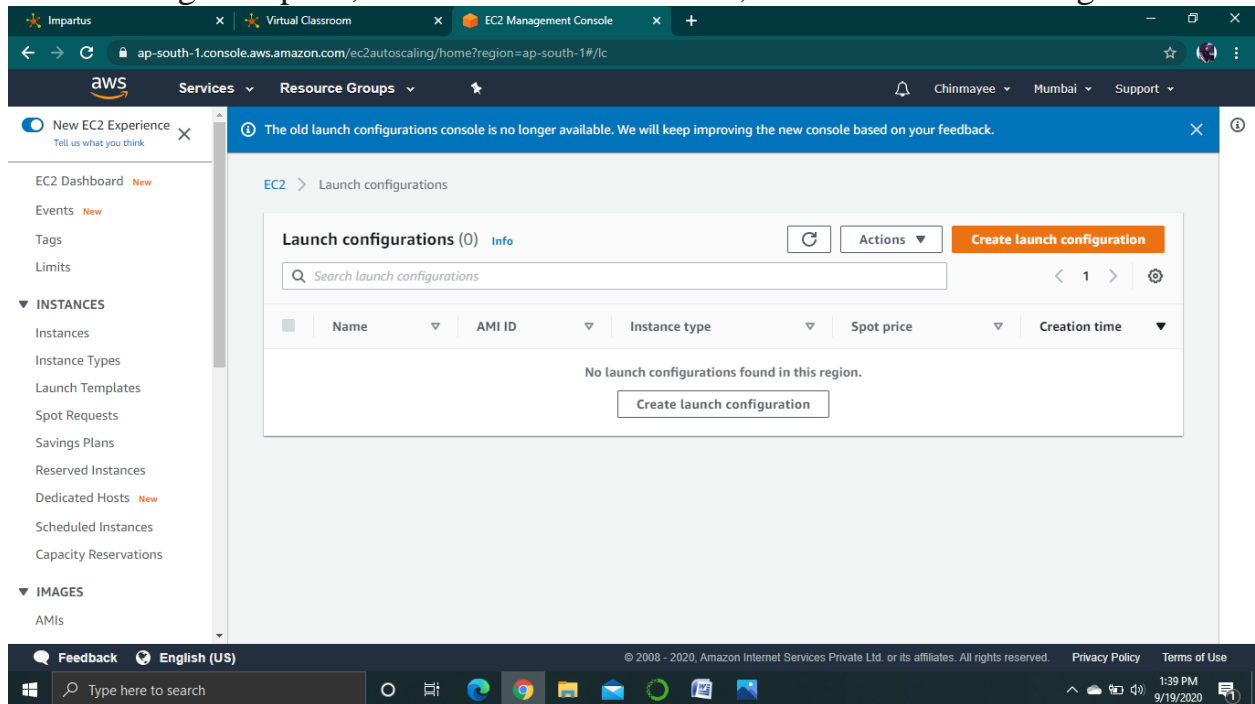 Impartus
Virtual Classroom
EC2 Management Console
ap-south-1.console.aws.amazon.com/ec2autoscaling/home?region=ap-south-1#/lc
aws Services Resource Groups Chinmayee Mumbai Support
New EC2 Experience
Tell us what you think
The old launch configurations console is no longer available. We will keep improving the new console based on your feedback.
EC2 Dashboard New
Events New
Tags
Limits
INSTANCES
Instances
Instance Types
Launch Templates
Spot Requests
Savings Plans
Reserved Instances
Dedicated Hosts New
Scheduled Instances
Capacity Reservations
IMAGES
AMIs
EC2 > Launch configurations
Launch configurations (0) Info
Actions
Create launch configuration
Search launch configurations
< 1 >
Name AMI ID Instance type Spot price Creation time
No launch configurations found in this region.
Create launch configuration
Feedback English (US) © 2008 - 2020, Amazon Internet Services Private Ltd. or its affiliates. All rights reserved. Privacy Policy Terms of Use
Type here to search
1:39 PM
9/19/2020
1